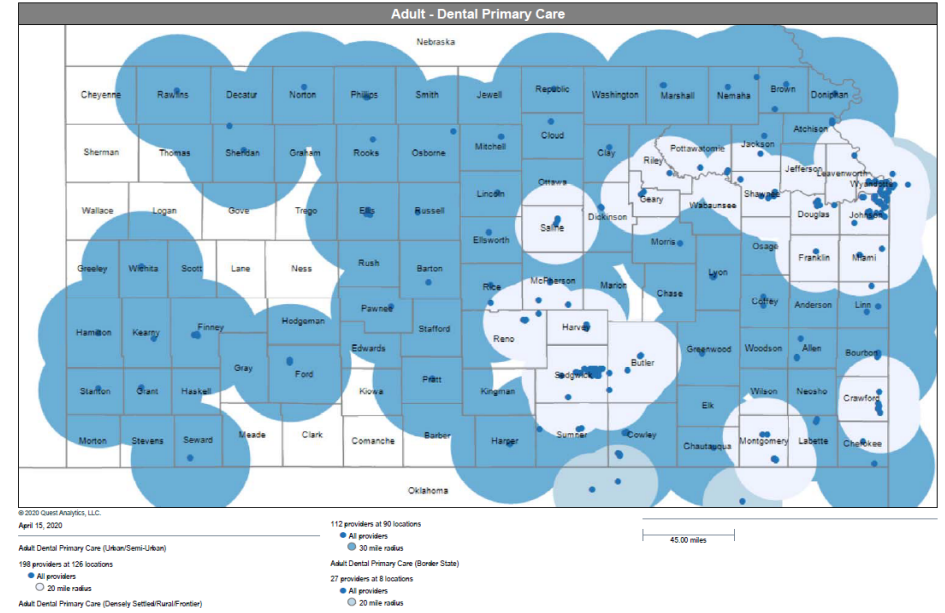 Adult - Dental Primary Care
Nebraska
Cheyenne Rawlins Decatur Norton Phillips Smith Jewell Republic Washington Marshall Nemaha Brown Doniphan
Sherman Thomas Sheridan Graham Rooks Osborne Mitchell Cloud Clay Riley Pottawatomie Jackson Atchison
Jefferson Leavenworth Wyandotte
Wallace Logan Gove Trego Ellis Russell Lincoln Ottawa Saline Dickinson Geary Wabaunsee Shawnee Douglas Johnson
Greeley Wichita Scott Lane Ness Rush Barton Ellsworth McPherson Marion Morris Chase Lyon Osage Franklin Miami
Hamilton Kearny Finney Hodgeman Pawnee Stafford Rice Reno Harvey Butler Greenwood Coffey Anderson Linn
Gray Ford Edwards Woodson Allen Bourbon
Stanton Grant Haskell Kiowa Pratt Kingman Sedgwick Elk Wilson Neosho Crawford
Morton Stevens Seward Meade Clark Comanche Barber Harper Sumner Cowley Chautauqua Montgomery Labette Cherokee
Oklahoma
© 2020 Quest Analytics, LLC.
April 15, 2020
Adult Dental Primary Care (Urban/Semi-Urban)
198 providers at 126 locations
All providers
20 mile radius
Adult Dental Primary Care (Densely Settled/Rural/Frontier)
112 providers at 90 locations
All providers
30 mile radius
Adult Dental Primary Care (Border State)
27 providers at 8 locations
All providers
20 mile radius
45.00 miles